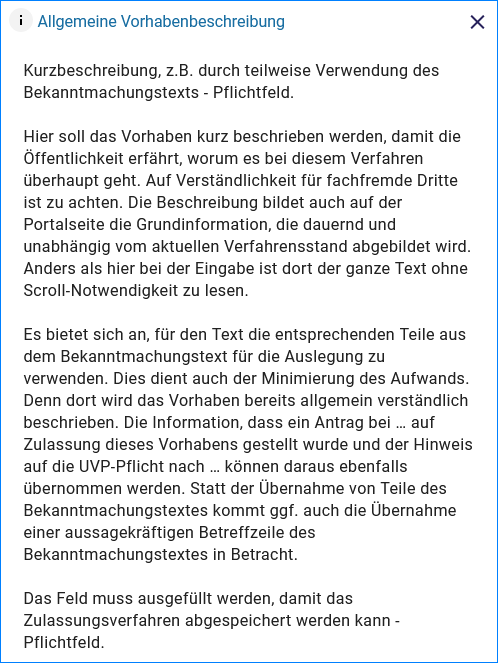 Allgemeine Vorhabenbeschreibung
Kurzbeschreibung, z.B. durch teilweise Verwendung des
Bekanntmachungstexts - Pflichtfeld.
Hier soll das Vorhaben kurz beschrieben werden, damit die
Öffentlichkeit erfährt, worum es bei diesem Verfahren
überhaupt geht. Auf Verständlichkeit für fachfremde Dritte
ist zu achten. Die Beschreibung bildet auch auf der
Portalseite die Grundinformation, die dauernd und
unabhängig vom aktuellen Verfahrensstand abgebildet wird.
Anders als hier bei der Eingabe ist dort der ganze Text ohne
Scroll-Notwendigkeit zu lesen.
Es bietet sich an, für den Text die entsprechenden Teile aus
dem Bekanntmachungstext für die Auslegung zu
verwenden. Dies dient auch der Minimierung des Aufwands.
Denn dort wird das Vorhaben bereits allgemein verständlich
beschrieben. Die Information, dass ein Antrag bei … auf
Zulassung dieses Vorhabens gestellt wurde und der Hinweis
auf die UVP-Pflicht nach … können daraus ebenfalls
übernommen werden. Statt der Übernahme von Teile des
Bekanntmachungstextes kommt ggf. auch die Übernahme
einer aussagekräftigen Betreffzeile des
Bekanntmachungstextes in Betracht.
Das Feld muss ausgefüllt werden, damit das
Zulassungsverfahren abgespeichert werden kann -
Pflichtfeld.